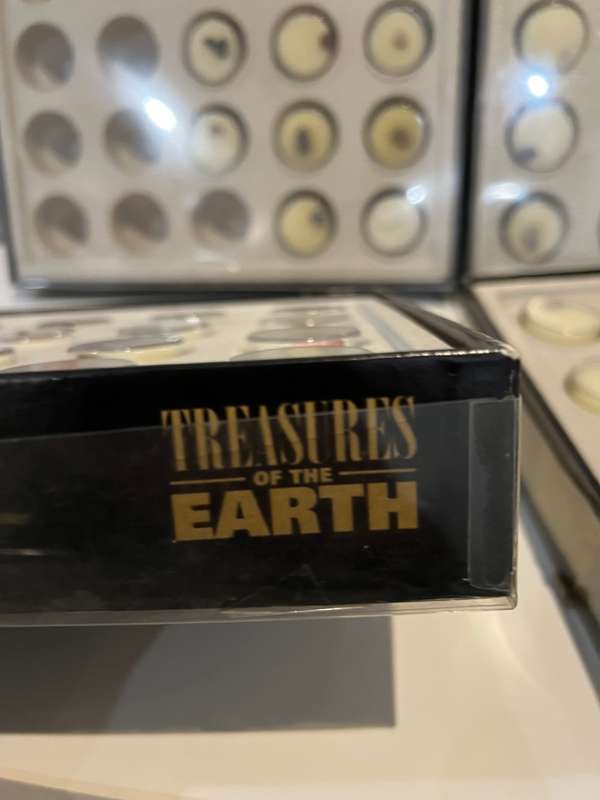 TREASURES
OF THE
EARTH